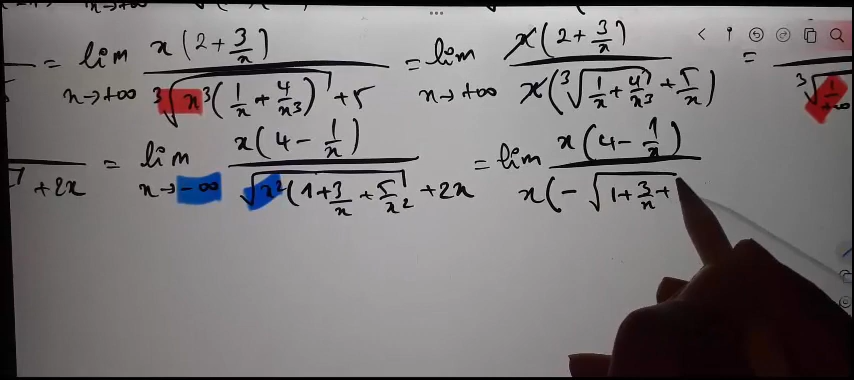 = lim x(2 + 3/x) / ∛(x³(1/x + 4/x³)) + 5 = lim x(2 + 3/x) / x(∛(1/x + 4/x³) + 5/x) =
x→+∞ x→+∞ ∛(1/+∞
+2x = lim x(4 − 1/x) / √(x²(1 + 3/x + 5/x²)) + 2x = lim x(4 − 1/x) / x(−√(1 + 3/x +
x→−∞